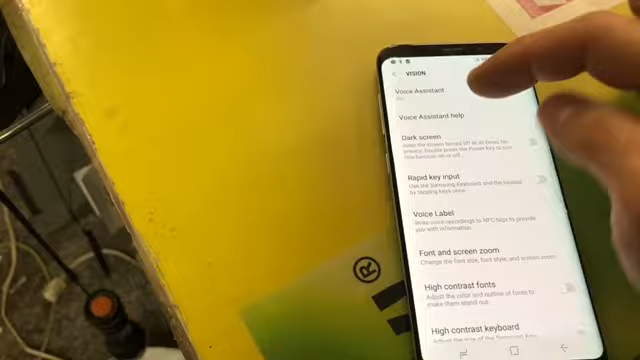 VISION
Voice Assistant
Voice Assistant help
Dark screen
Keep the screen turned off at all times for
privacy. Double press the Power key to turn
this function on or off.
Rapid key input
Use the Samsung Keyboard and the keypad
by tapping keys once.
Voice Label
Write voice recordings to NFC tags to provide
you with information.
Font and screen zoom
Change the font size, font style, and screen zoom.
High contrast fonts
Adjust the color and outline of fonts to
make them stand out.
High contrast keyboard
®